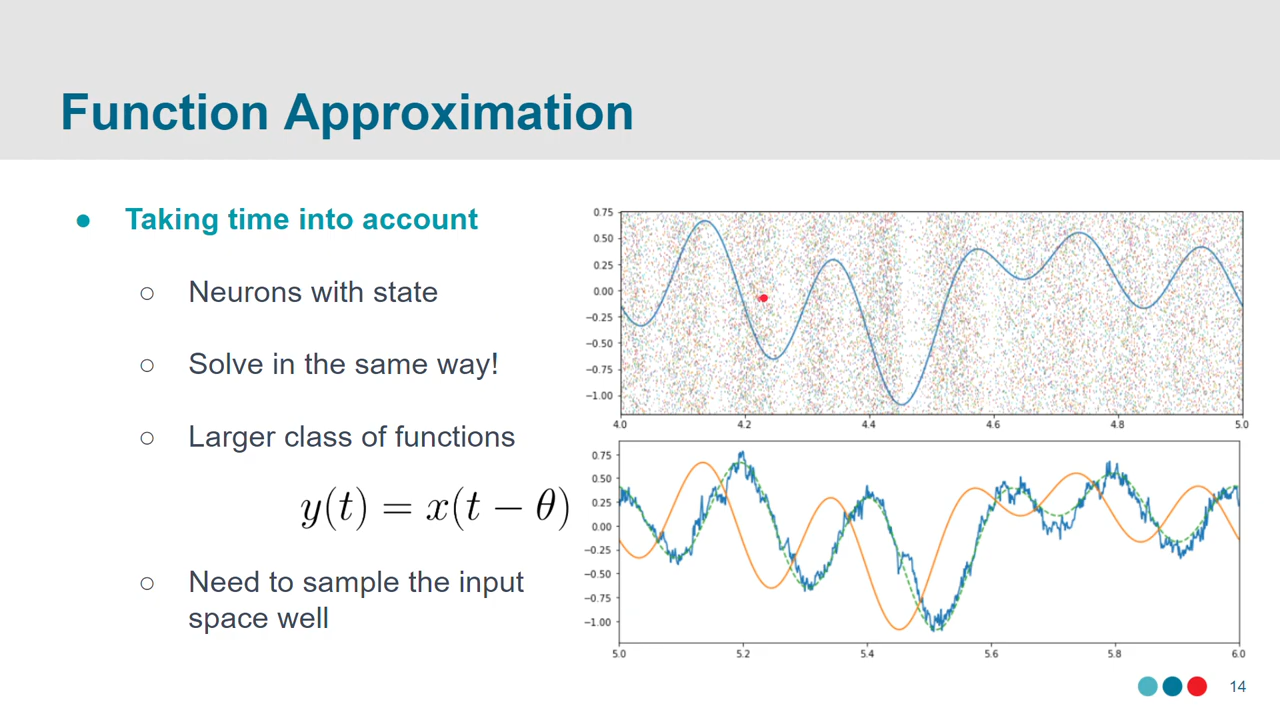 Function Approximation
● Taking time into account
○ Neurons with state
○ Solve in the same way!
○ Larger class of functions
y(t) = x(t − θ)
○ Need to sample the input
space well
0.75
0.50
0.25
0.00
−0.25
−0.50
−0.75
−1.00
4.0 4.2 4.4 4.6 4.8 5.0
0.75
0.50
0.25
0.00
−0.25
−0.50
−0.75
−1.00
5.0 5.2 5.4 5.6 5.8 6.0
14